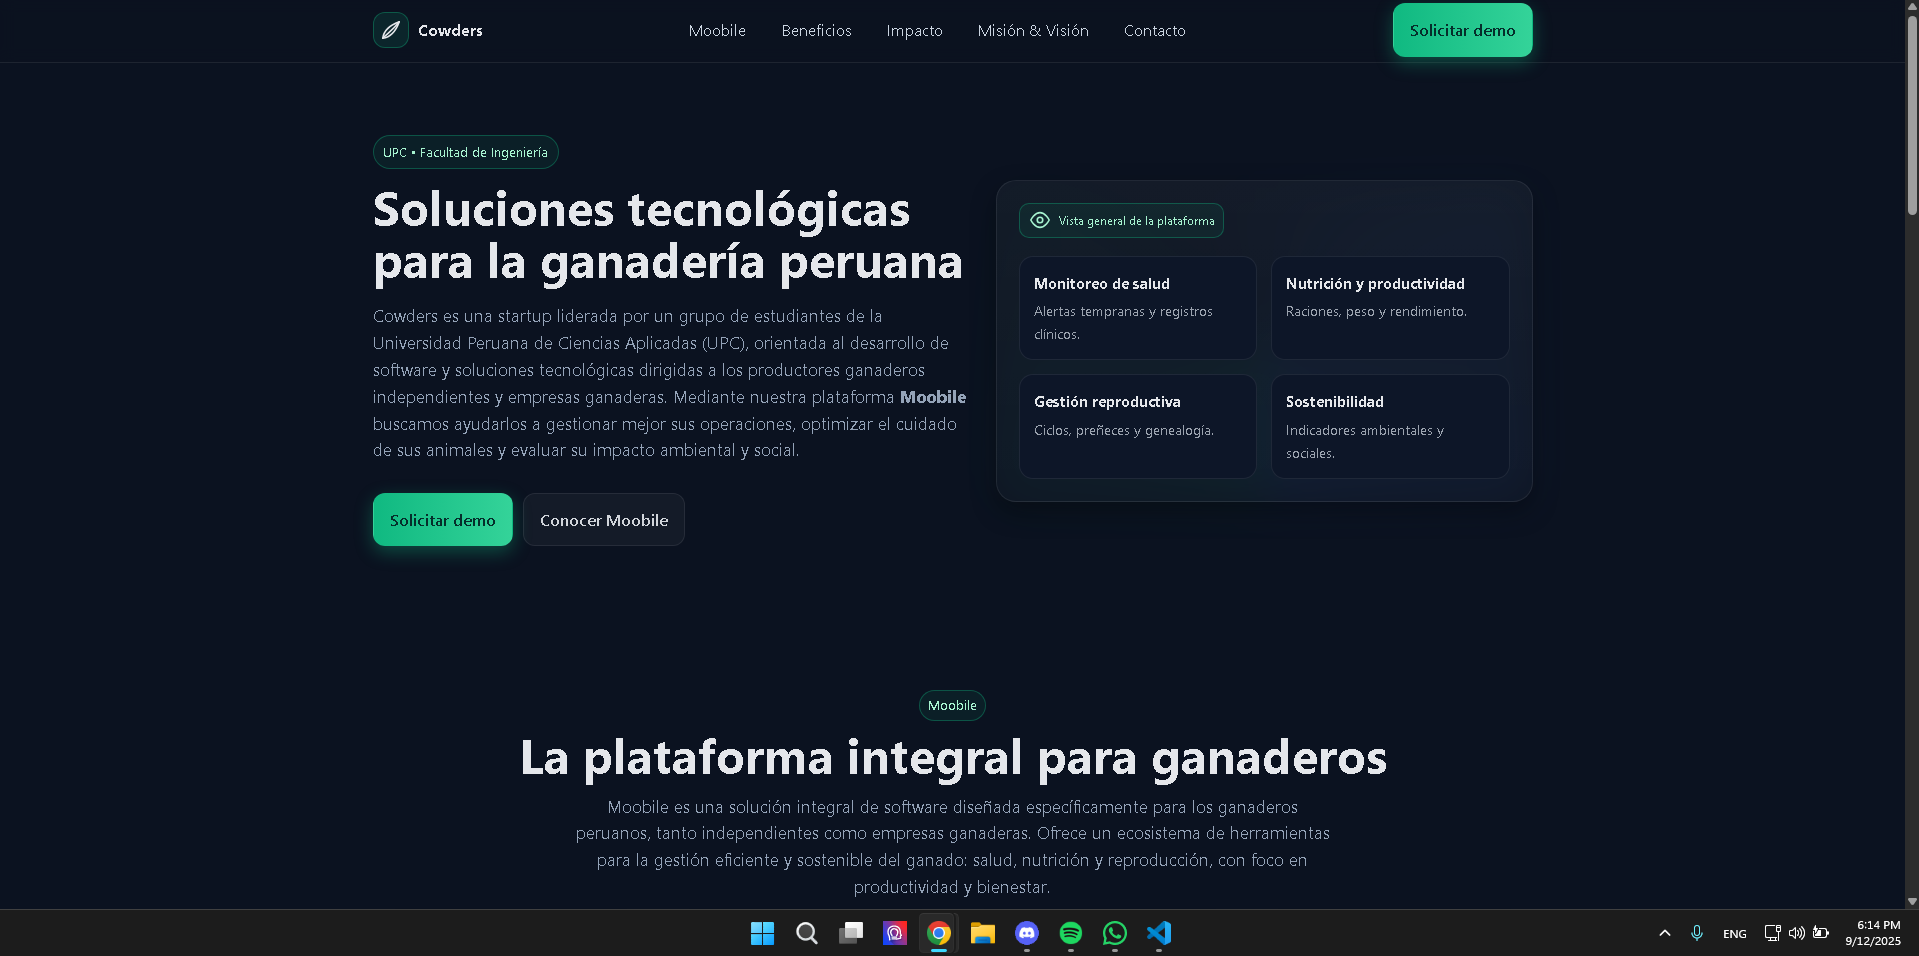 Cowders
Moobile
Beneficios
Impacto
Misión & Visión
Contacto
Solicitar demo
UPC • Facultad de Ingeniería
Soluciones tecnológicas
para la ganadería peruana
Cowders es una startup liderada por un grupo de estudiantes de la
Universidad Peruana de Ciencias Aplicadas (UPC), orientada al desarrollo de
software y soluciones tecnológicas dirigidas a los productores ganaderos
independientes y empresas ganaderas. Mediante nuestra plataforma Moobile
buscamos ayudarlos a gestionar mejor sus operaciones, optimizar el cuidado
de sus animales y evaluar su impacto ambiental y social.
Solicitar demo
Conocer Moobile
Vista general de la plataforma
Monitoreo de salud
Alertas tempranas y registros
clínicos.
Nutrición y productividad
Raciones, peso y rendimiento.
Gestión reproductiva
Ciclos, preñeces y genealogía.
Sostenibilidad
Indicadores ambientales y
sociales.
Moobile
La plataforma integral para ganaderos
Moobile es una solución integral de software diseñada específicamente para los ganaderos
peruanos, tanto independientes como empresas ganaderas. Ofrece un ecosistema de herramientas
para la gestión eficiente y sostenible del ganado: salud, nutrición y reproducción, con foco en
productividad y bienestar.
ENG
6:14 PM
9/12/2025